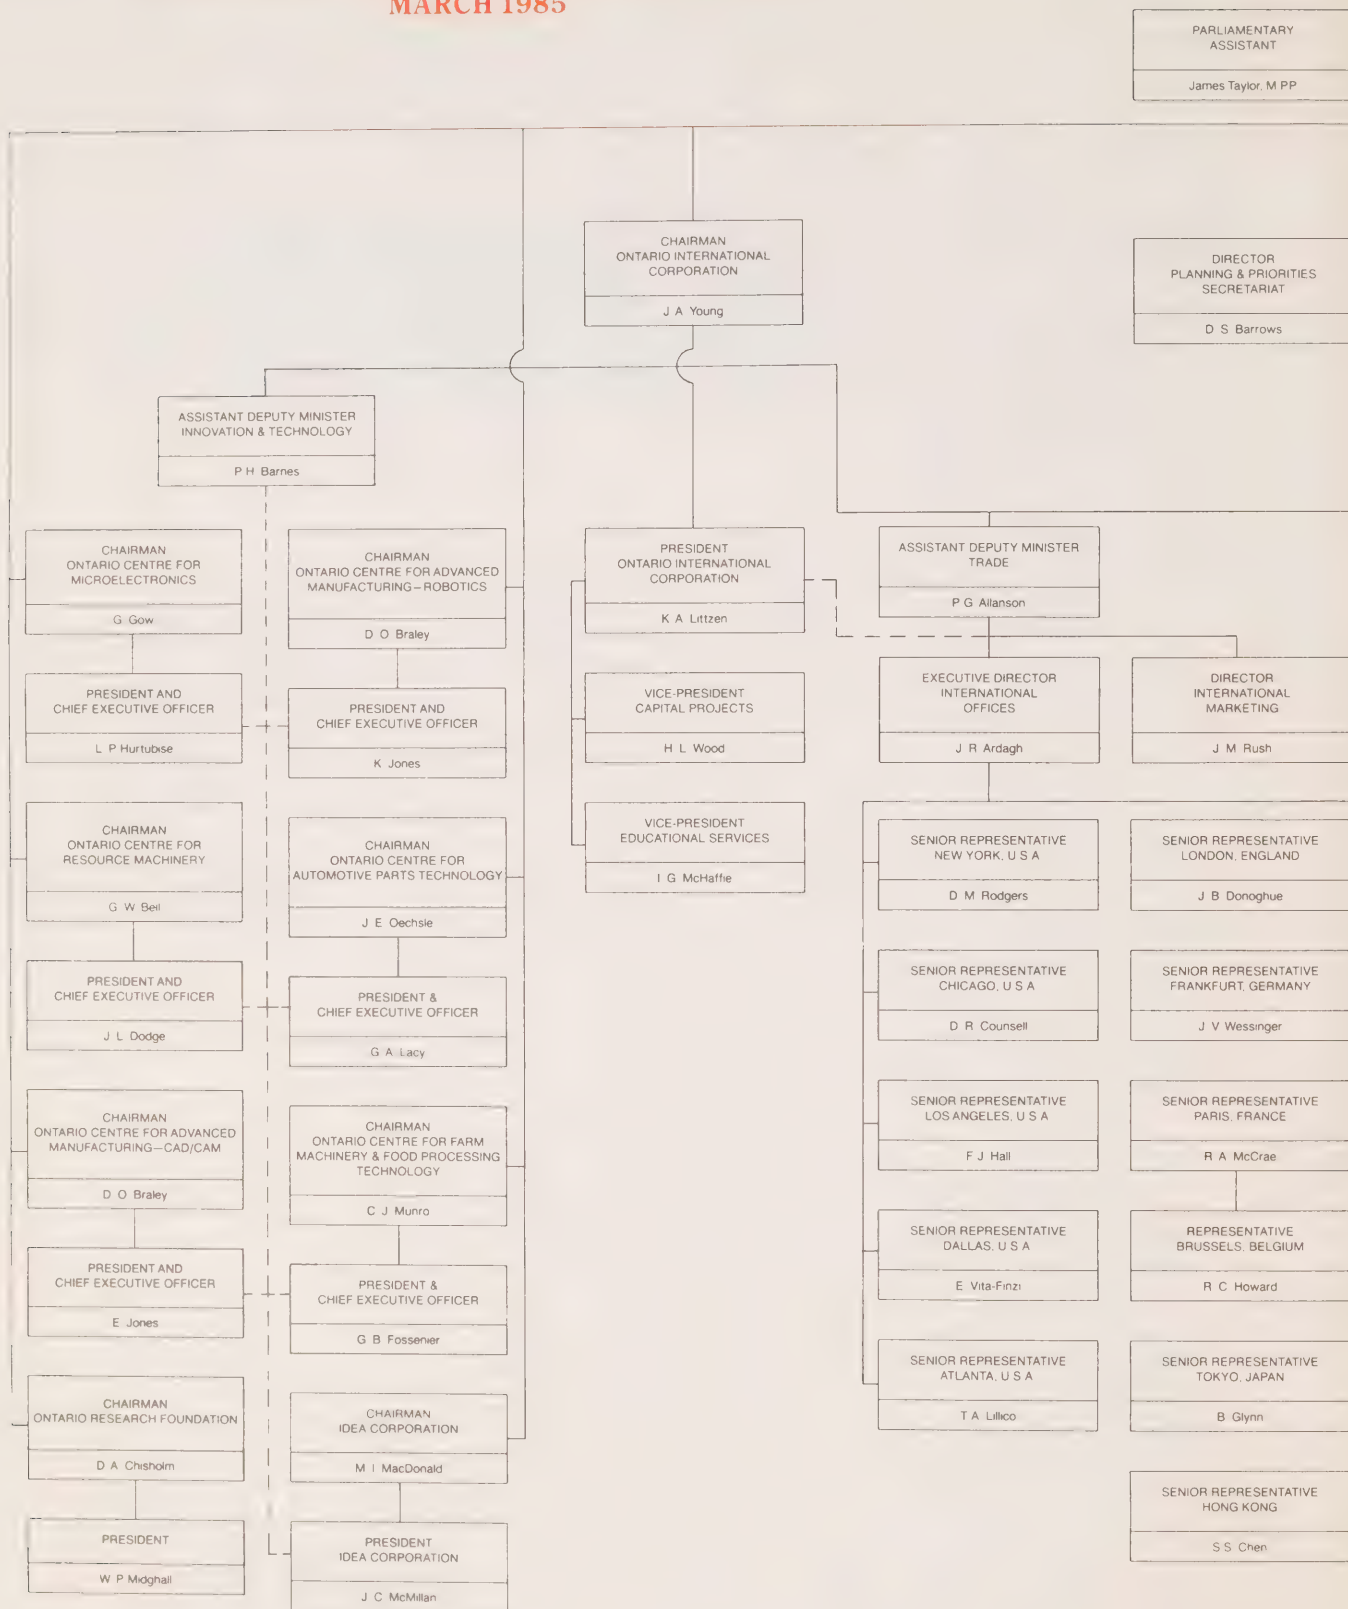 MARCH 1985
PARLIAMENTARY
ASSISTANT
James Taylor, M PP
CHAIRMAN
ONTARIO INTERNATIONAL
CORPORATION
J A Young
DIRECTOR
PLANNING & PRIORITIES
SECRETARIAT
D S Barrows
ASSISTANT DEPUTY MINISTER
INNOVATION & TECHNOLOGY
P H Barnes
CHAIRMAN
ONTARIO CENTRE FOR
MICROELECTRONICS
G Gow
CHAIRMAN
ONTARIO CENTRE FOR ADVANCED
MANUFACTURING—ROBOTICS
D O Braley
PRESIDENT
ONTARIO INTERNATIONAL
CORPORATION
K A Littzen
ASSISTANT DEPUTY MINISTER
TRADE
P G Allanson
PRESIDENT AND
CHIEF EXECUTIVE OFFICER
L P Hurtubise
PRESIDENT AND
CHIEF EXECUTIVE OFFICER
K Jones
VICE-PRESIDENT
CAPITAL PROJECTS
H L Wood
EXECUTIVE DIRECTOR
INTERNATIONAL
OFFICES
J R Ardagh
DIRECTOR
INTERNATIONAL
MARKETING
J M Rush
CHAIRMAN
ONTARIO CENTRE FOR
RESOURCE MACHINERY
G W Bell
CHAIRMAN
ONTARIO CENTRE FOR
AUTOMOTIVE PARTS TECHNOLOGY
J E Oechsle
VICE-PRESIDENT
EDUCATIONAL SERVICES
I G McHaffie
SENIOR REPRESENTATIVE
NEW YORK, U S A
D M Rodgers
SENIOR REPRESENTATIVE
LONDON, ENGLAND
J B Donoghue
PRESIDENT AND
CHIEF EXECUTIVE OFFICER
J L Dodge
PRESIDENT &
CHIEF EXECUTIVE OFFICER
G A Lacy
SENIOR REPRESENTATIVE
CHICAGO, U S A
D R Counsell
SENIOR REPRESENTATIVE
FRANKFURT, GERMANY
J V Wessinger
CHAIRMAN
ONTARIO CENTRE FOR ADVANCED
MANUFACTURING—CAD/CAM
D O Braley
CHAIRMAN
ONTARIO CENTRE FOR FARM
MACHINERY & FOOD PROCESSING
TECHNOLOGY
C J Munro
SENIOR REPRESENTATIVE
LOS ANGELES, U S A
F J Hall
SENIOR REPRESENTATIVE
PARIS, FRANCE
R A McCrae
PRESIDENT AND
CHIEF EXECUTIVE OFFICER
E Jones
PRESIDENT &
CHIEF EXECUTIVE OFFICER
G B Fossenier
SENIOR REPRESENTATIVE
DALLAS, U S A
E Vita-Finzi
REPRESENTATIVE
BRUSSELS, BELGIUM
R C Howard
CHAIRMAN
ONTARIO RESEARCH FOUNDATION
D A Chisholm
CHAIRMAN
IDEA CORPORATION
M I MacDonald
SENIOR REPRESENTATIVE
ATLANTA, U S A
T A Lillico
SENIOR REPRESENTATIVE
TOKYO, JAPAN
B Glynn
PRESIDENT
W P Midghall
PRESIDENT
IDEA CORPORATION
J C McMillan
SENIOR REPRESENTATIVE
HONG KONG
S S Chen